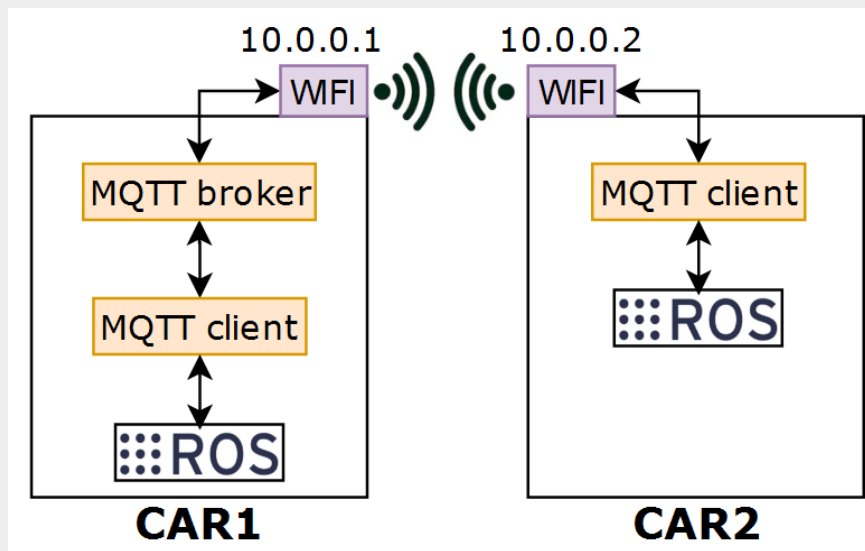 10.0.0.1
10.0.0.2
WIFI
WIFI
MQTT broker
MQTT client
MQTT client
ROS
ROS
CAR1
CAR2